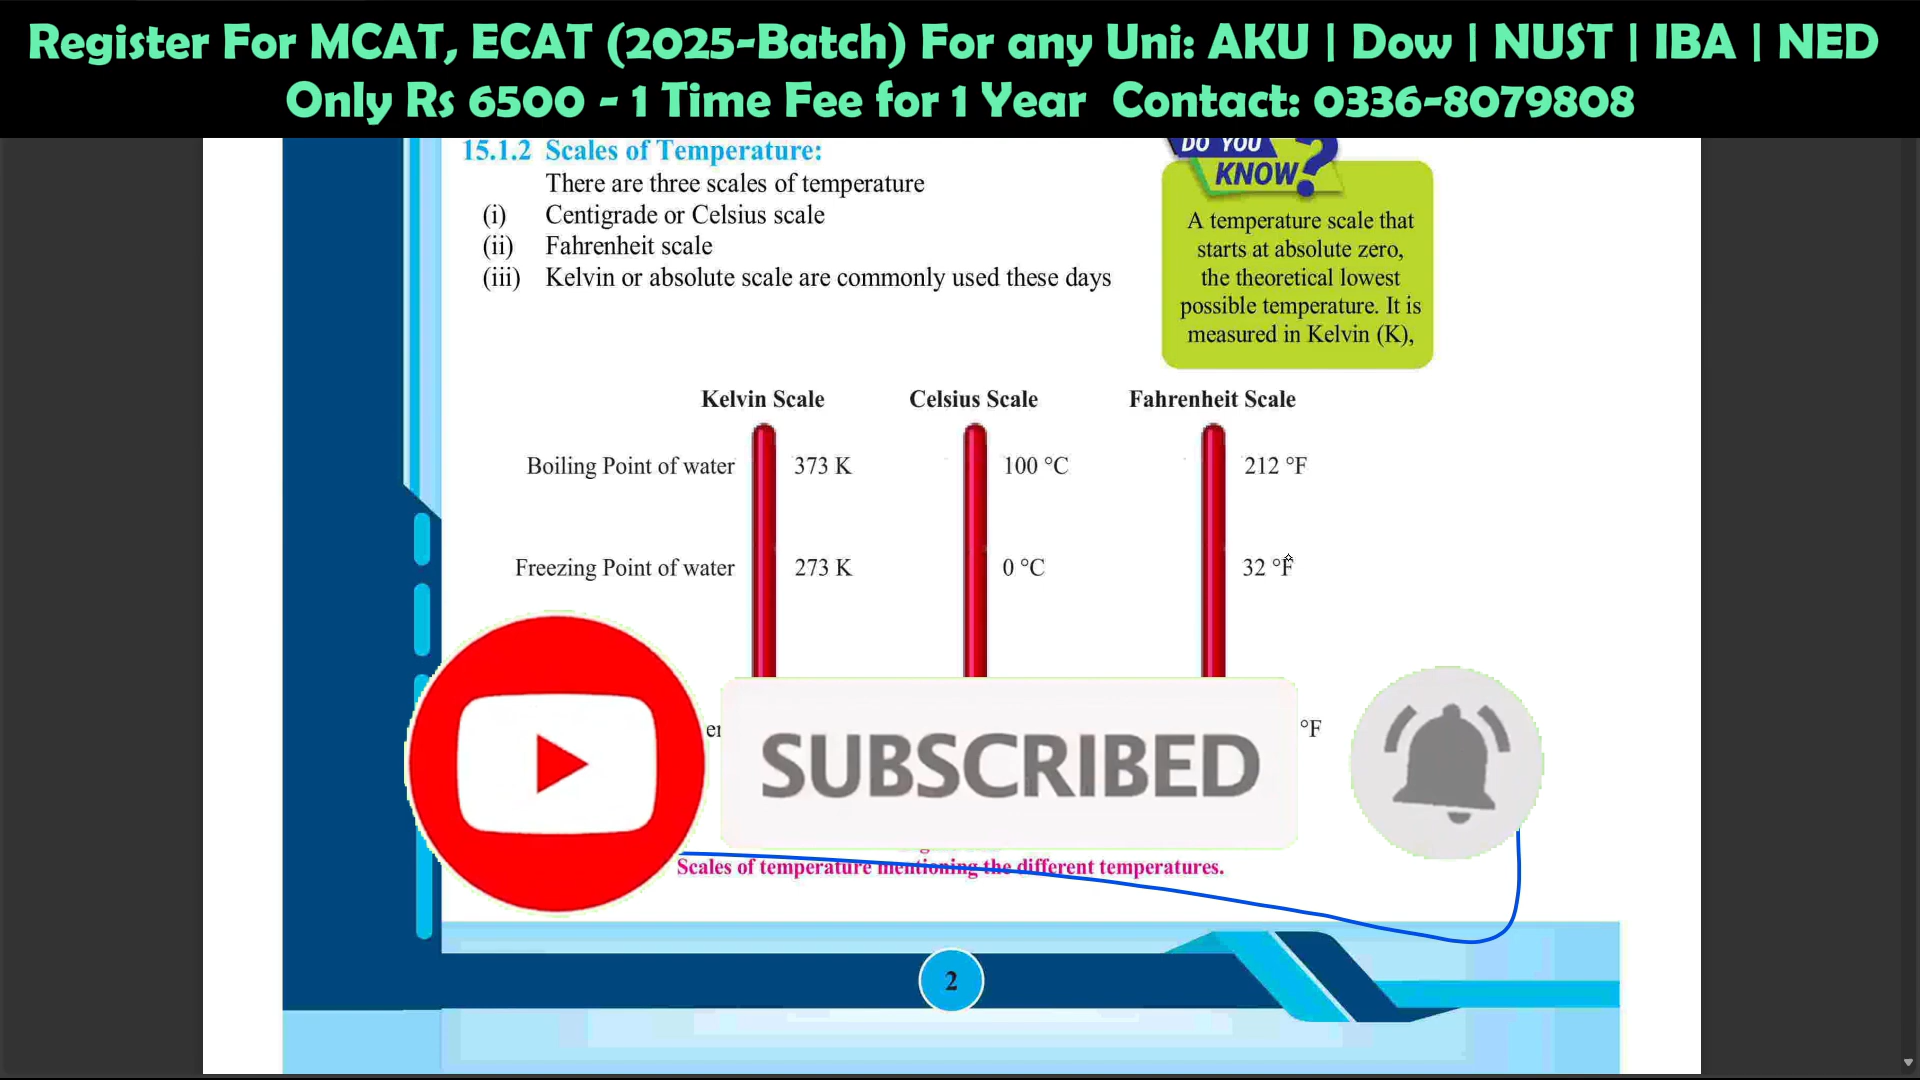 Register For MCAT, ECAT (2025-Batch) For any Uni: AKU | Dow | NUST | IBA | NED
Only Rs 6500 - 1 Time Fee for 1 Year Contact: 0336-8079808
15.1.2 Scales of Temperature:
There are three scales of temperature
(i) Centigrade or Celsius scale
(ii) Fahrenheit scale
(iii) Kelvin or absolute scale are commonly used these days
DO YOU
KNOW?
A temperature scale that
starts at absolute zero,
the theoretical lowest
possible temperature. It is
measured in Kelvin (K),
Kelvin Scale Celsius Scale Fahrenheit Scale
Boiling Point of water 373 K 100 °C 212 °F
Freezing Point of water 273 K 0 °C 32 °F
°F
SUBSCRIBED
Scales of temperature mentioning the different temperatures.
2